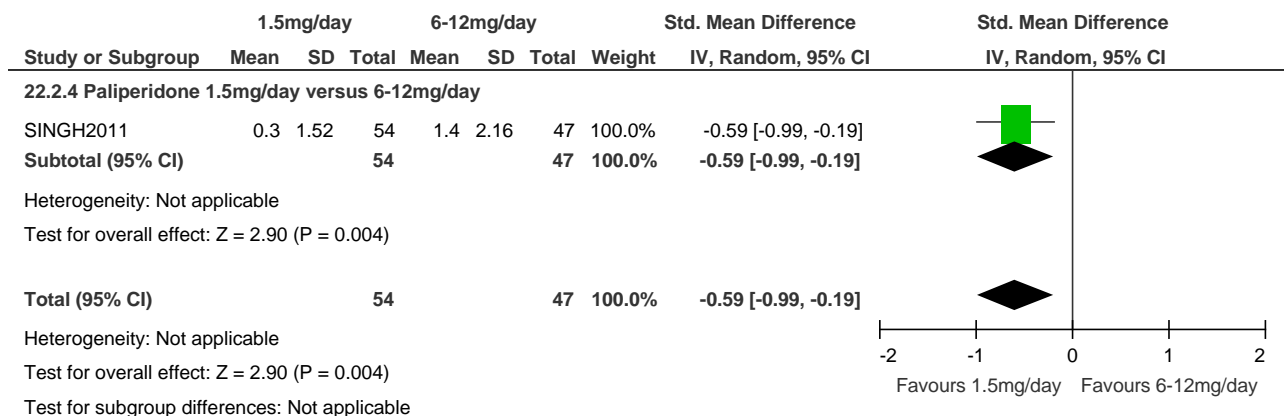 1.5mg/day 6-12mg/day Std. Mean Difference Std. Mean Difference
Study or Subgroup Mean SD Total Mean SD Total Weight IV, Random, 95% CI IV, Random, 95% CI
22.2.4 Paliperidone 1.5mg/day versus 6-12mg/day
SINGH2011 0.3 1.52 54 1.4 2.16 47 100.0% -0.59 [-0.99, -0.19]
Subtotal (95% CI) 54 47 100.0% -0.59 [-0.99, -0.19]
Heterogeneity: Not applicable
Test for overall effect: Z = 2.90 (P = 0.004)
Total (95% CI) 54 47 100.0% -0.59 [-0.99, -0.19]
Heterogeneity: Not applicable
Test for overall effect: Z = 2.90 (P = 0.004)
Test for subgroup differences: Not applicable
-2 -1 0 1 2
Favours 1.5mg/day Favours 6-12mg/day